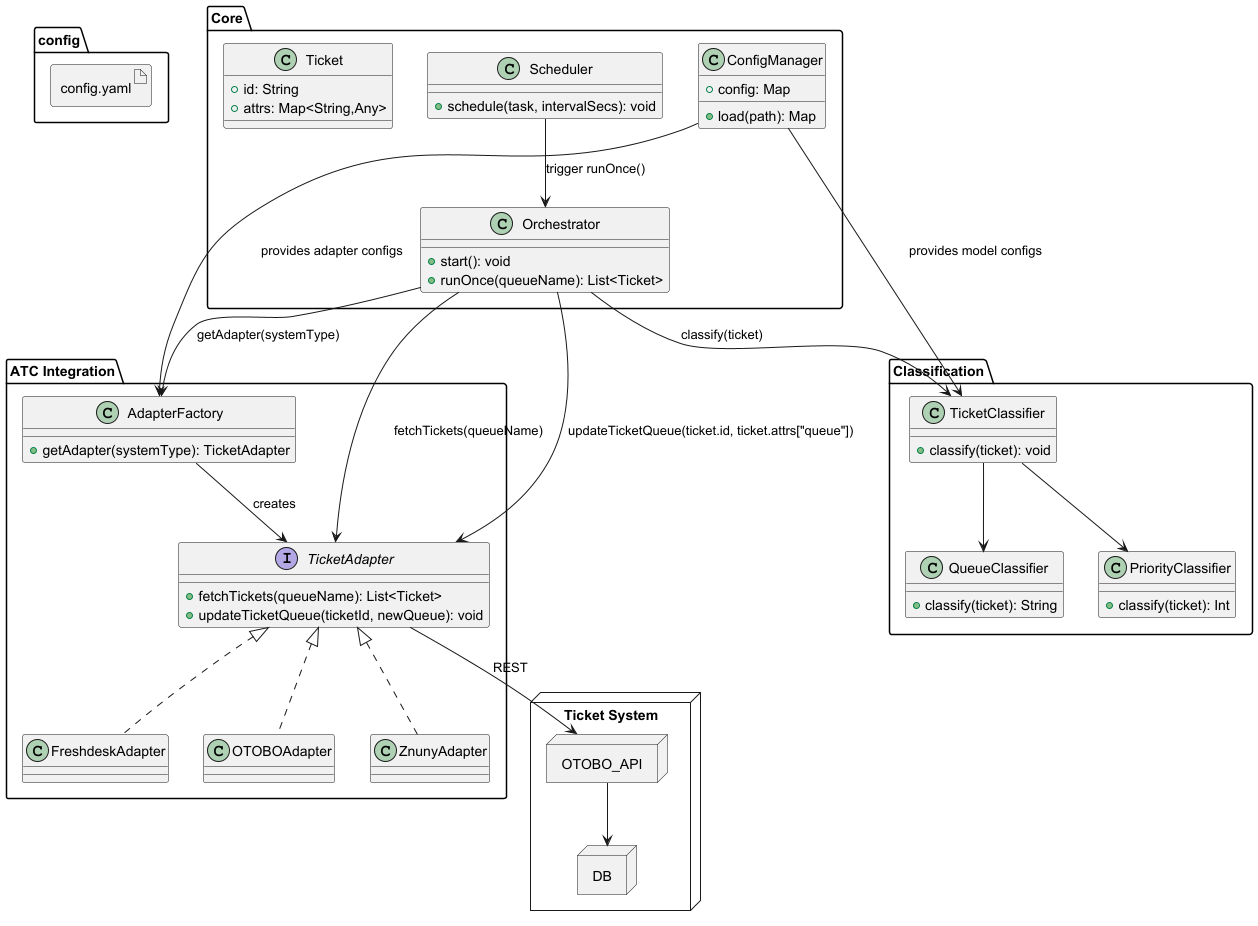 config
config.yaml
Core
C Ticket
id: String
attrs: Map<String,Any>
C Scheduler
schedule(task, intervalSecs): void
C ConfigManager
config: Map
load(path): Map
trigger runOnce()
C Orchestrator
start(): void
runOnce(queueName): List<Ticket>
provides adapter configs
provides model configs
getAdapter(systemType)
classify(ticket)
ATC Integration
C AdapterFactory
getAdapter(systemType): TicketAdapter
fetchTickets(queueName)
updateTicketQueue(ticket.id, ticket.attrs["queue"])
creates
I TicketAdapter
fetchTickets(queueName): List<Ticket>
updateTicketQueue(ticketId, newQueue): void
C FreshdeskAdapter
C OTOBOAdapter
C ZnunyAdapter
REST
Ticket System
OTOBO_API
DB
Classification
C TicketClassifier
classify(ticket): void
C QueueClassifier
classify(ticket): String
C PriorityClassifier
classify(ticket): Int